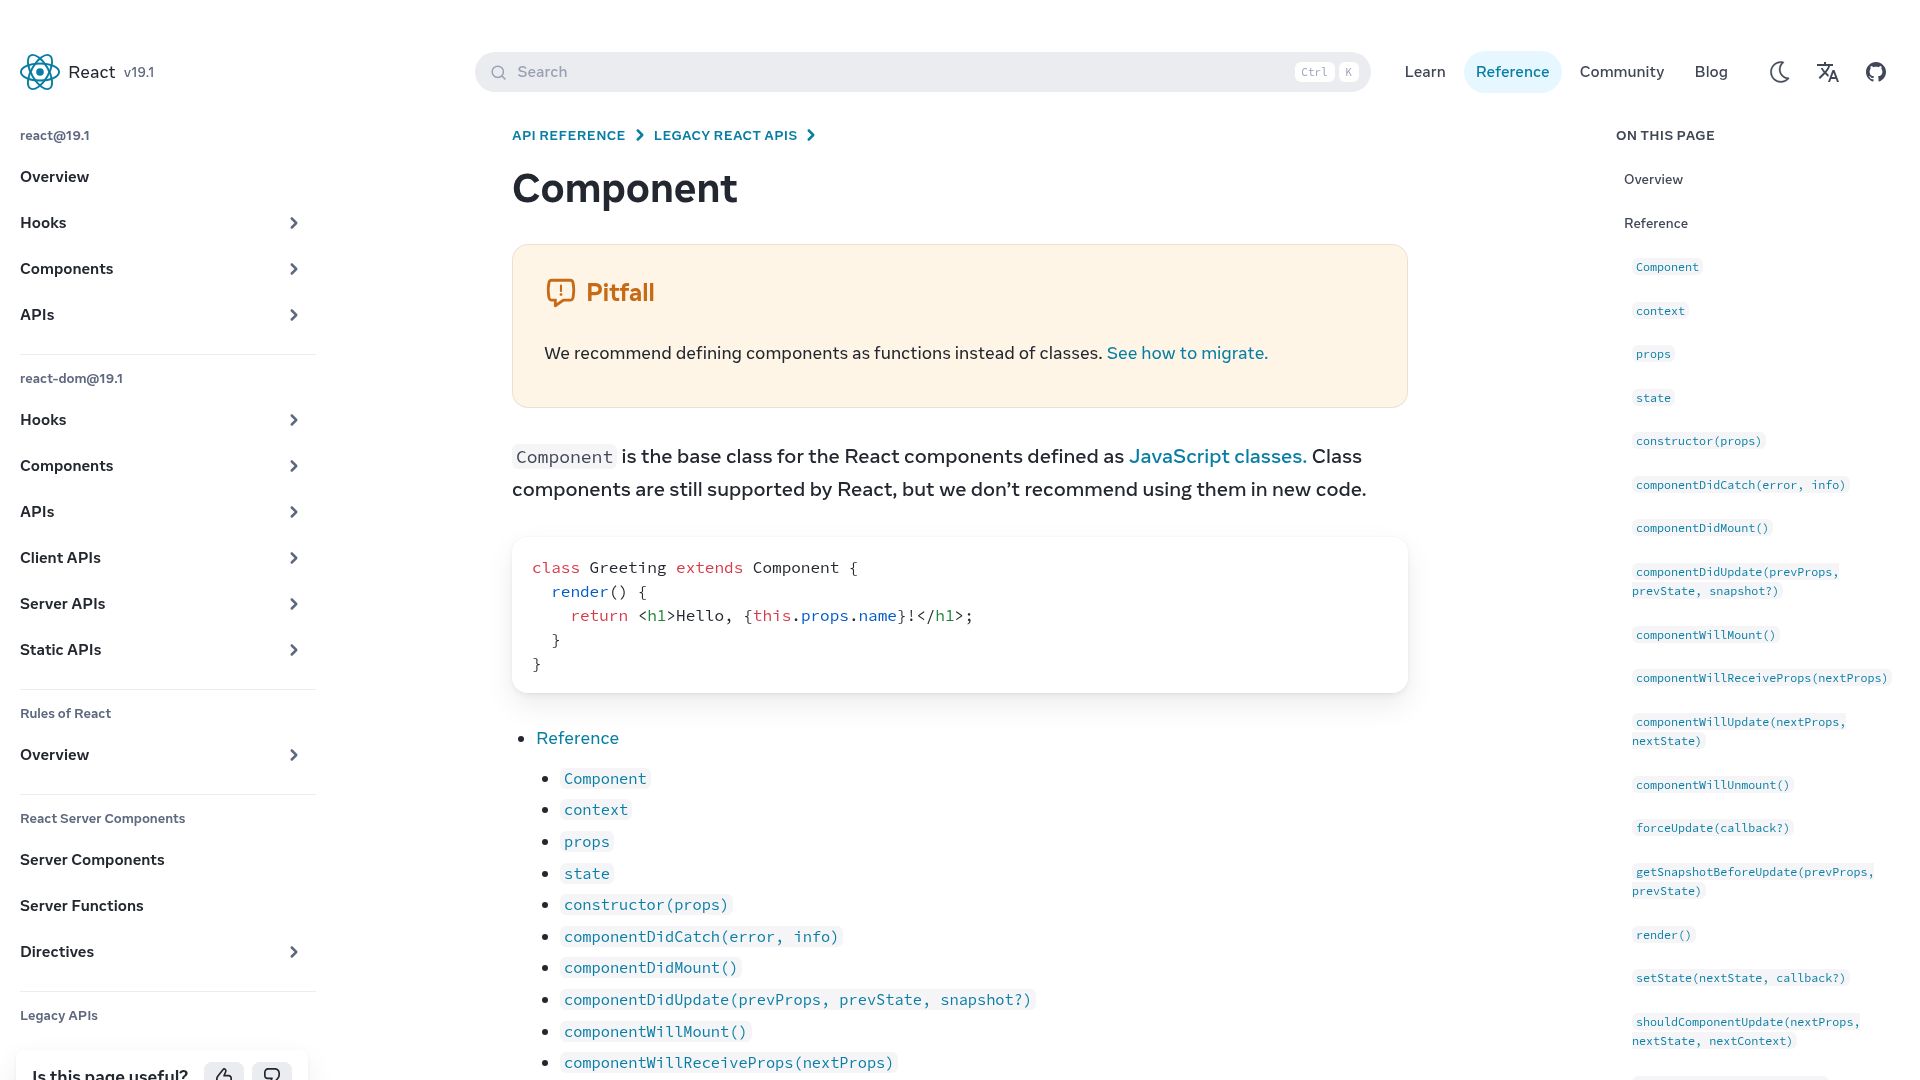 React v19.1
Search Ctrl K
Learn Reference Community Blog
react@19.1
Overview
Hooks
Components
APIs
react-dom@19.1
Hooks
Components
APIs
Client APIs
Server APIs
Static APIs
Rules of React
Overview
React Server Components
Server Components
Server Functions
Directives
Legacy APIs
Is this page useful?
API REFERENCE LEGACY REACT APIS
Component
Pitfall
We recommend defining components as functions instead of classes. See how to migrate.
Component is the base class for the React components defined as JavaScript classes. Class
components are still supported by React, but we don’t recommend using them in new code.
class Greeting extends Component {
  render() {
    return <h1>Hello, {this.props.name}!</h1>;
  }
}
Reference
Component
context
props
state
constructor(props)
componentDidCatch(error, info)
componentDidMount()
componentDidUpdate(prevProps, prevState, snapshot?)
componentWillMount()
componentWillReceiveProps(nextProps)
ON THIS PAGE
Overview
Reference
Component
context
props
state
constructor(props)
componentDidCatch(error, info)
componentDidMount()
componentDidUpdate(prevProps,
prevState, snapshot?)
componentWillMount()
componentWillReceiveProps(nextProps)
componentWillUpdate(nextProps,
nextState)
componentWillUnmount()
forceUpdate(callback?)
getSnapshotBeforeUpdate(prevProps,
prevState)
render()
setState(nextState, callback?)
shouldComponentUpdate(nextProps,
nextState, nextContext)